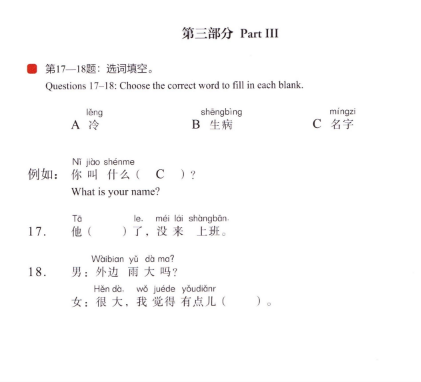 第三部分 Part III
第17—18题：选词填空。
Questions 17–18: Choose the correct word to fill in each blank.
lěng shēngbìng míngzi
A 冷 B 生病 C 名字
Nǐ jiào shénme
例如： 你 叫 什么（ C ）？
What is your name?
Tā le, méi lái shàngbān.
17. 他（ ）了，没 来 上班。
Wàibian yǔ dà ma?
18. 男：外边 雨 大 吗？
Hěn dà, wǒ juéde yǒudiǎnr
女：很 大，我 觉得 有点儿（ ）。